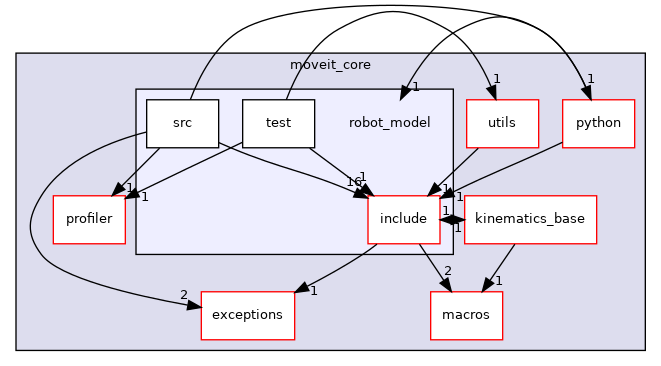 moveit_core
1
1
1
src
test
robot_model
utils
python
16
1
1
1
1
1
profiler
include
1
1
kinematics_base
2
1
2
1
exceptions
macros